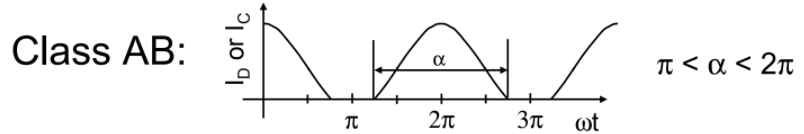 Class AB:
I_D or I_C
α
π < α < 2π
π 2π 3π ωt